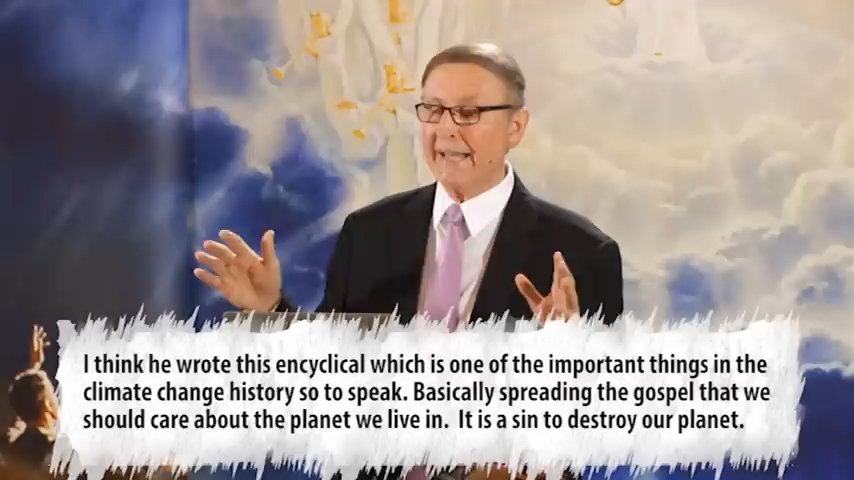 I think he wrote this encyclical which is one of the important things in the
climate change history so to speak. Basically spreading the gospel that we
should care about the planet we live in.  It is a sin to destroy our planet.